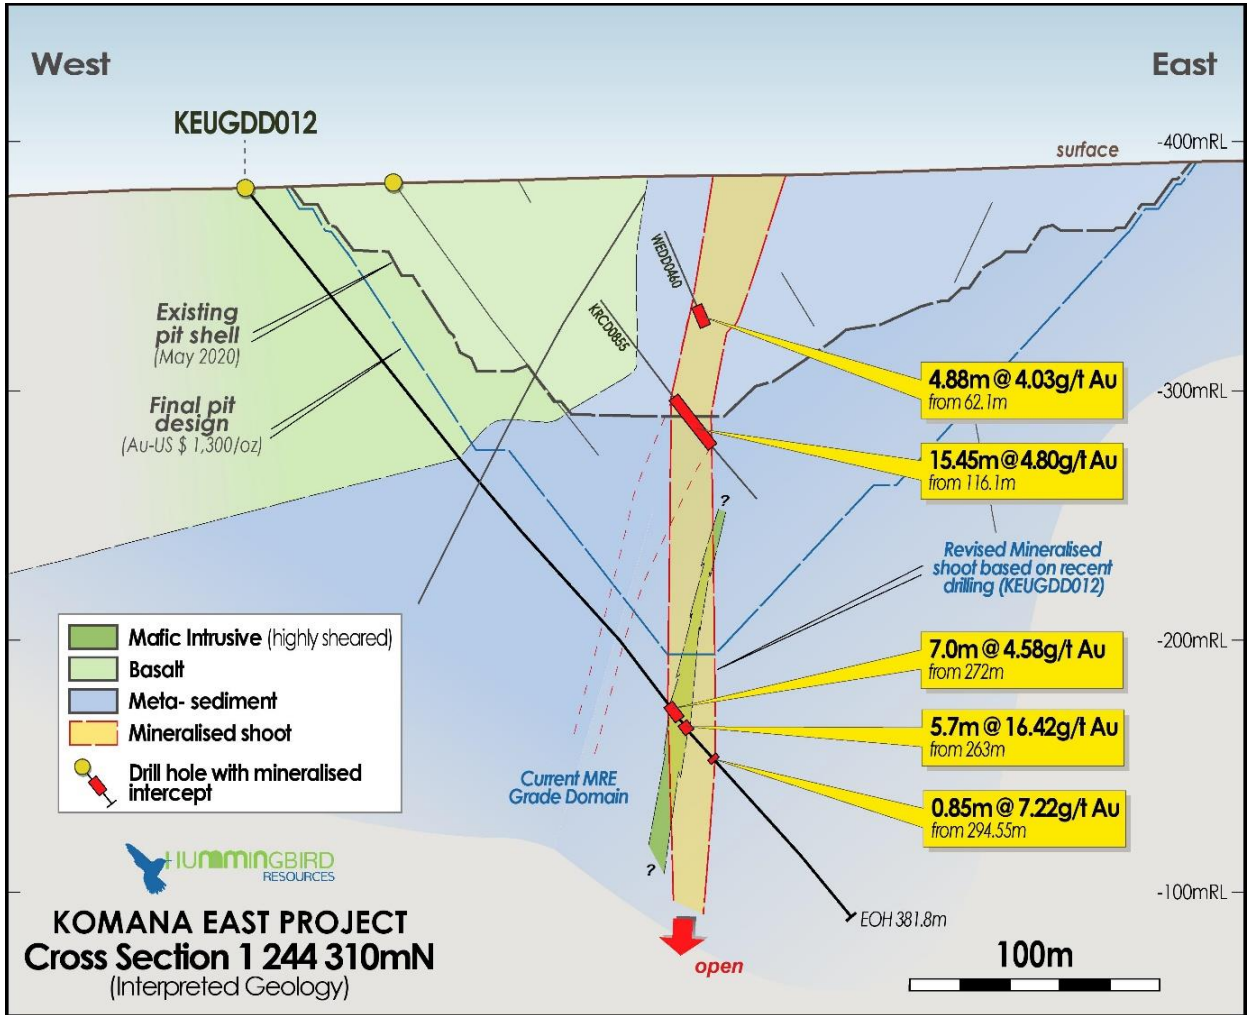 West
East
KEUGDD012
-400mRL
surface
WEDD0460
KRCD0855
Existing
pit shell
(May 2020)
Final pit
design
(Au-US $ 1,300/oz)
-300mRL
4.88m @ 4.03g/t Au
from 62.1m
15.45m @ 4.80g/t Au
from 116.1m
?
Revised Mineralised
shoot based on recent
drilling (KEUGDD012)
-200mRL
7.0m @ 4.58g/t Au
from 272m
5.7m @ 16.42g/t Au
from 263m
0.85m @ 7.22g/t Au
from 294.55m
Mafic Intrusive (highly sheared)
Basalt
Meta- sediment
Mineralised shoot
Drill hole with mineralised
intercept
Current MRE
Grade Domain
?
-100mRL
EOH 381.8m
open
HUMMINGBIRD
RESOURCES
KOMANA EAST PROJECT
Cross Section 1 244 310mN
(Interpreted Geology)
100m